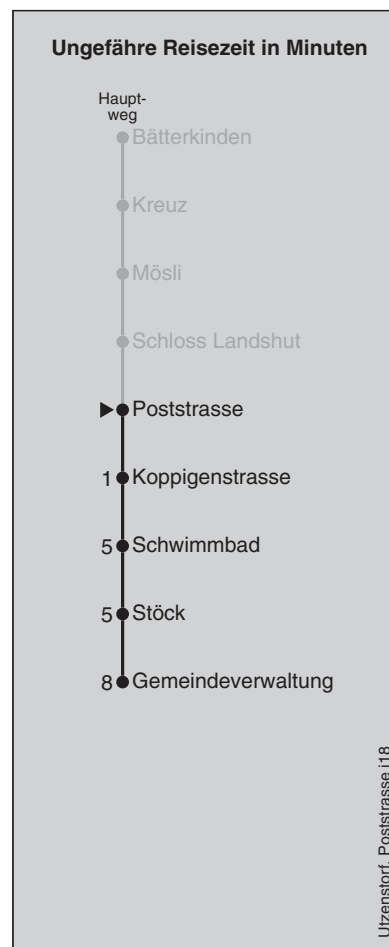 Ungefähre Reisezeit in Minuten
Haupt-
weg
Bätterkinden
Kreuz
Mösli
Schloss Landshut
Poststrasse
1 Koppigenstrasse
5 Schwimmbad
5 Stöck
8 Gemeindeverwaltung
Utzenstorf, Poststrasse j18